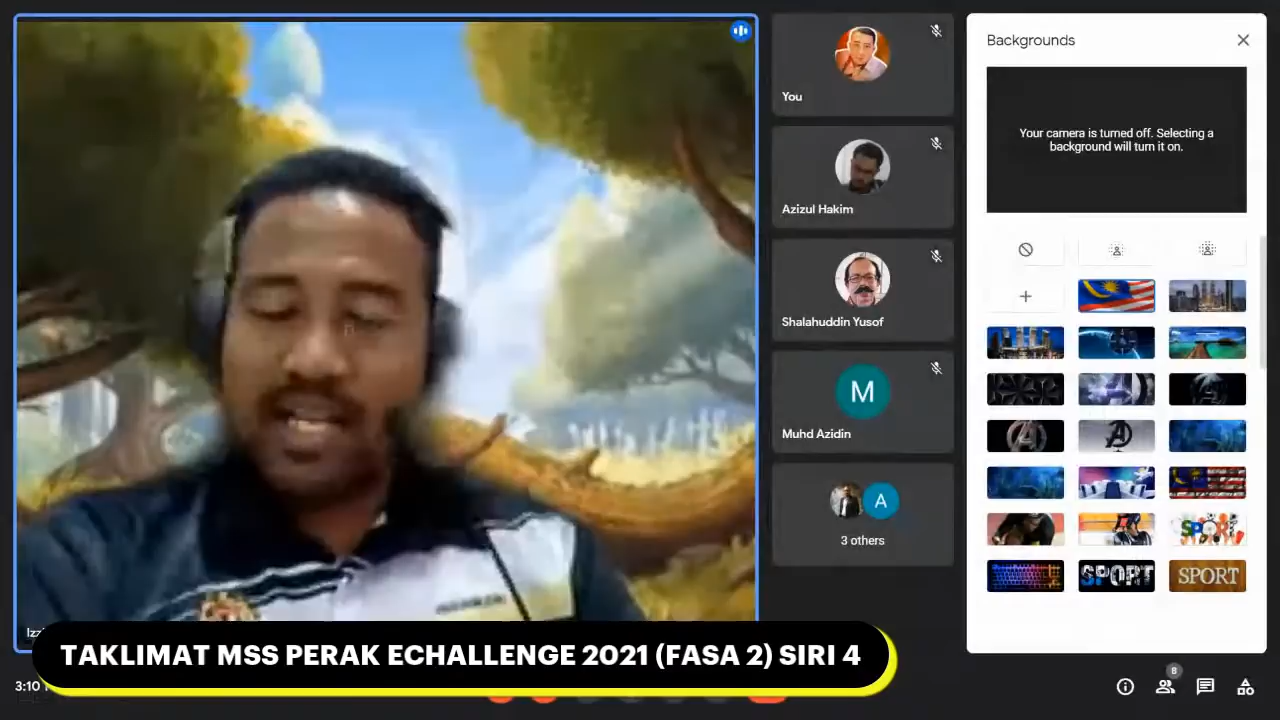 You
Azizul Hakim
Shalahuddin Yusof
M
Muhd Azidin
A
3 others
Backgrounds
Your camera is turned off. Selecting a
background will turn it on.
SPORT
SPORT
SPORT
TAKLIMAT MSS PERAK ECHALLENGE 2021 (FASA 2) SIRI 4
3:10
8